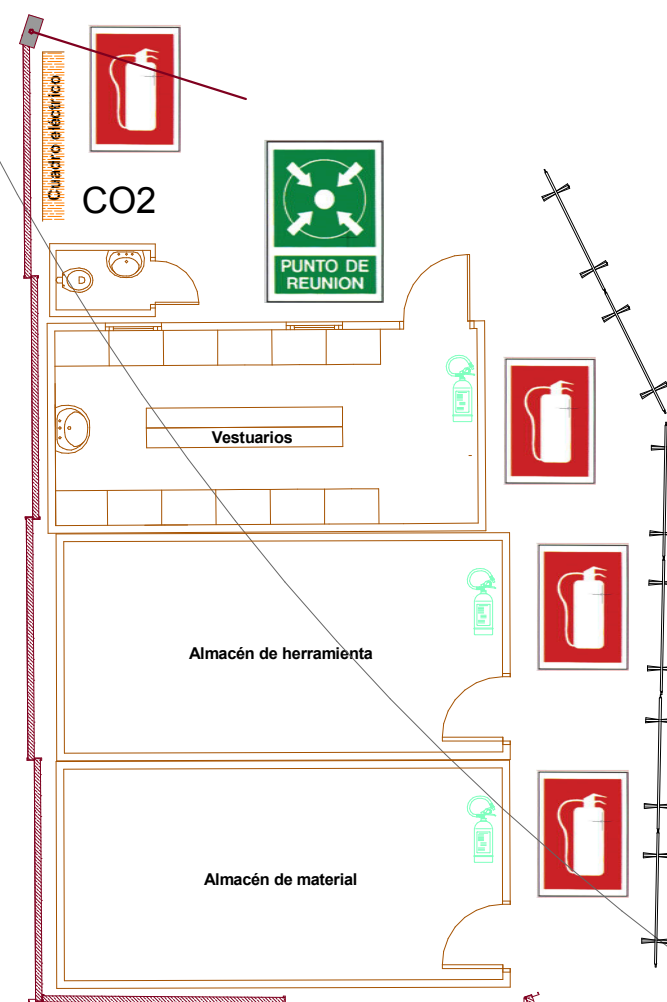 Cuadro eléctrico
CO2
PUNTO DE
REUNION
Vestuarios
Almacén de herramienta
Almacén de material